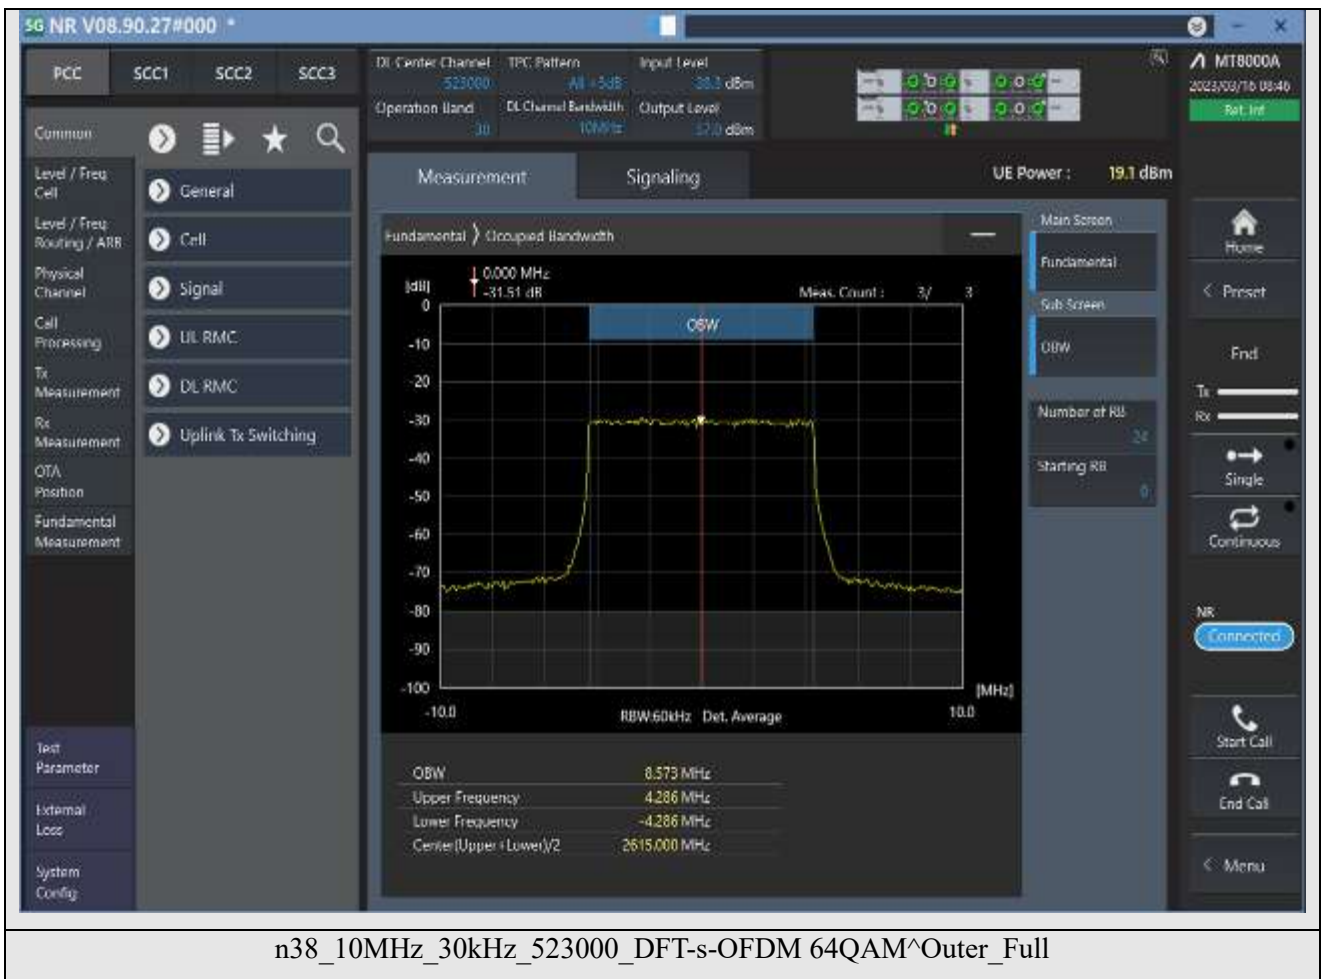 5G NR V08.90.27#000 *
PCC SCC1 SCC2 SCC3
DL Center Channel TPC Pattern Input Level
523000 All +3dB dBm
Operation Band DL Channel Bandwidth Output Level
10MHz dBm
MT8000A
2023/03/16 08:46
Ref. Int
Common
Level / Freq
Cell
Level / Freq
Routing / ARB
Physical
Channel
Call
Processing
Tx
Measurement
Rx
Measurement
OTA
Position
Fundamental
Measurement
Test
Parameter
External
Loss
System
Config
General
Cell
Signal
UL RMC
DL RMC
Uplink Tx Switching
Measurement Signaling UE Power : 19.1 dBm
Fundamental Occupied Bandwidth
[dB]
0.000 MHz
-31.51 dB
Meas. Count : 3/ 3
OBW
0
-10
-20
-30
-40
-50
-60
-70
-80
-90
-100
[MHz]
-10.0 RBW:60kHz Det. Average 10.0
OBW 8.573 MHz
Upper Frequency 4.286 MHz
Lower Frequency -4.286 MHz
Center(Upper+Lower)/2 2615.000 MHz
Main Screen
Fundamental
Sub Screen
OBW
Number of RB
24
Starting RB
0
Home
< Preset
End
Tx
Rx
Single
Continuous
NR
Connected
Start Call
End Call
< Menu
n38_10MHz_30kHz_523000_DFT-s-OFDM 64QAM^Outer_Full